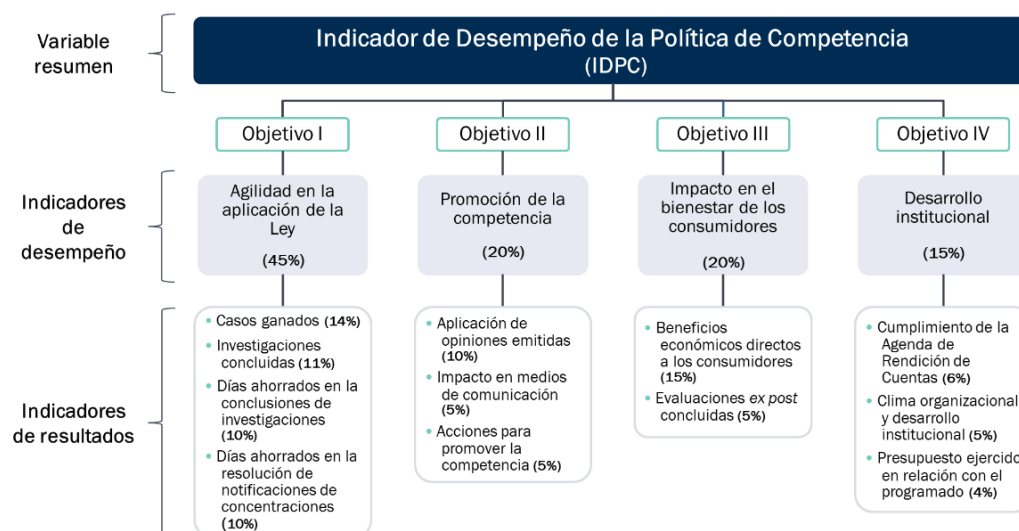 Variable
resumen
Indicador de Desempeño de la Política de Competencia
(IDPC)
Objetivo I
Objetivo II
Objetivo III
Objetivo IV
Indicadores
de
desempeño
Agilidad en la
aplicación de la
Ley
(45%)
Promoción de la
competencia
(20%)
Impacto en el
bienestar de los
consumidores
(20%)
Desarrollo
institucional
(15%)
Indicadores
de resultados
• Casos ganados (14%)
• Investigaciones
concluidas (11%)
• Días ahorrados en la
conclusiones de
investigaciones
(10%)
• Días ahorrados en la
resolución de
notificaciones de
concentraciones
(10%)
• Aplicación de
opiniones emitidas
(10%)
• Impacto en medios
de comunicación
(5%)
• Acciones para
promover la
competencia (5%)
• Beneficios
económicos directos
a los consumidores
(15%)
• Evaluaciones ex post
concluidas (5%)
• Cumplimiento de la
Agenda de
Rendición de
Cuentas (6%)
• Clima organizacional
y desarrollo
institucional (5%)
• Presupuesto ejercido
en relación con el
programado (4%)